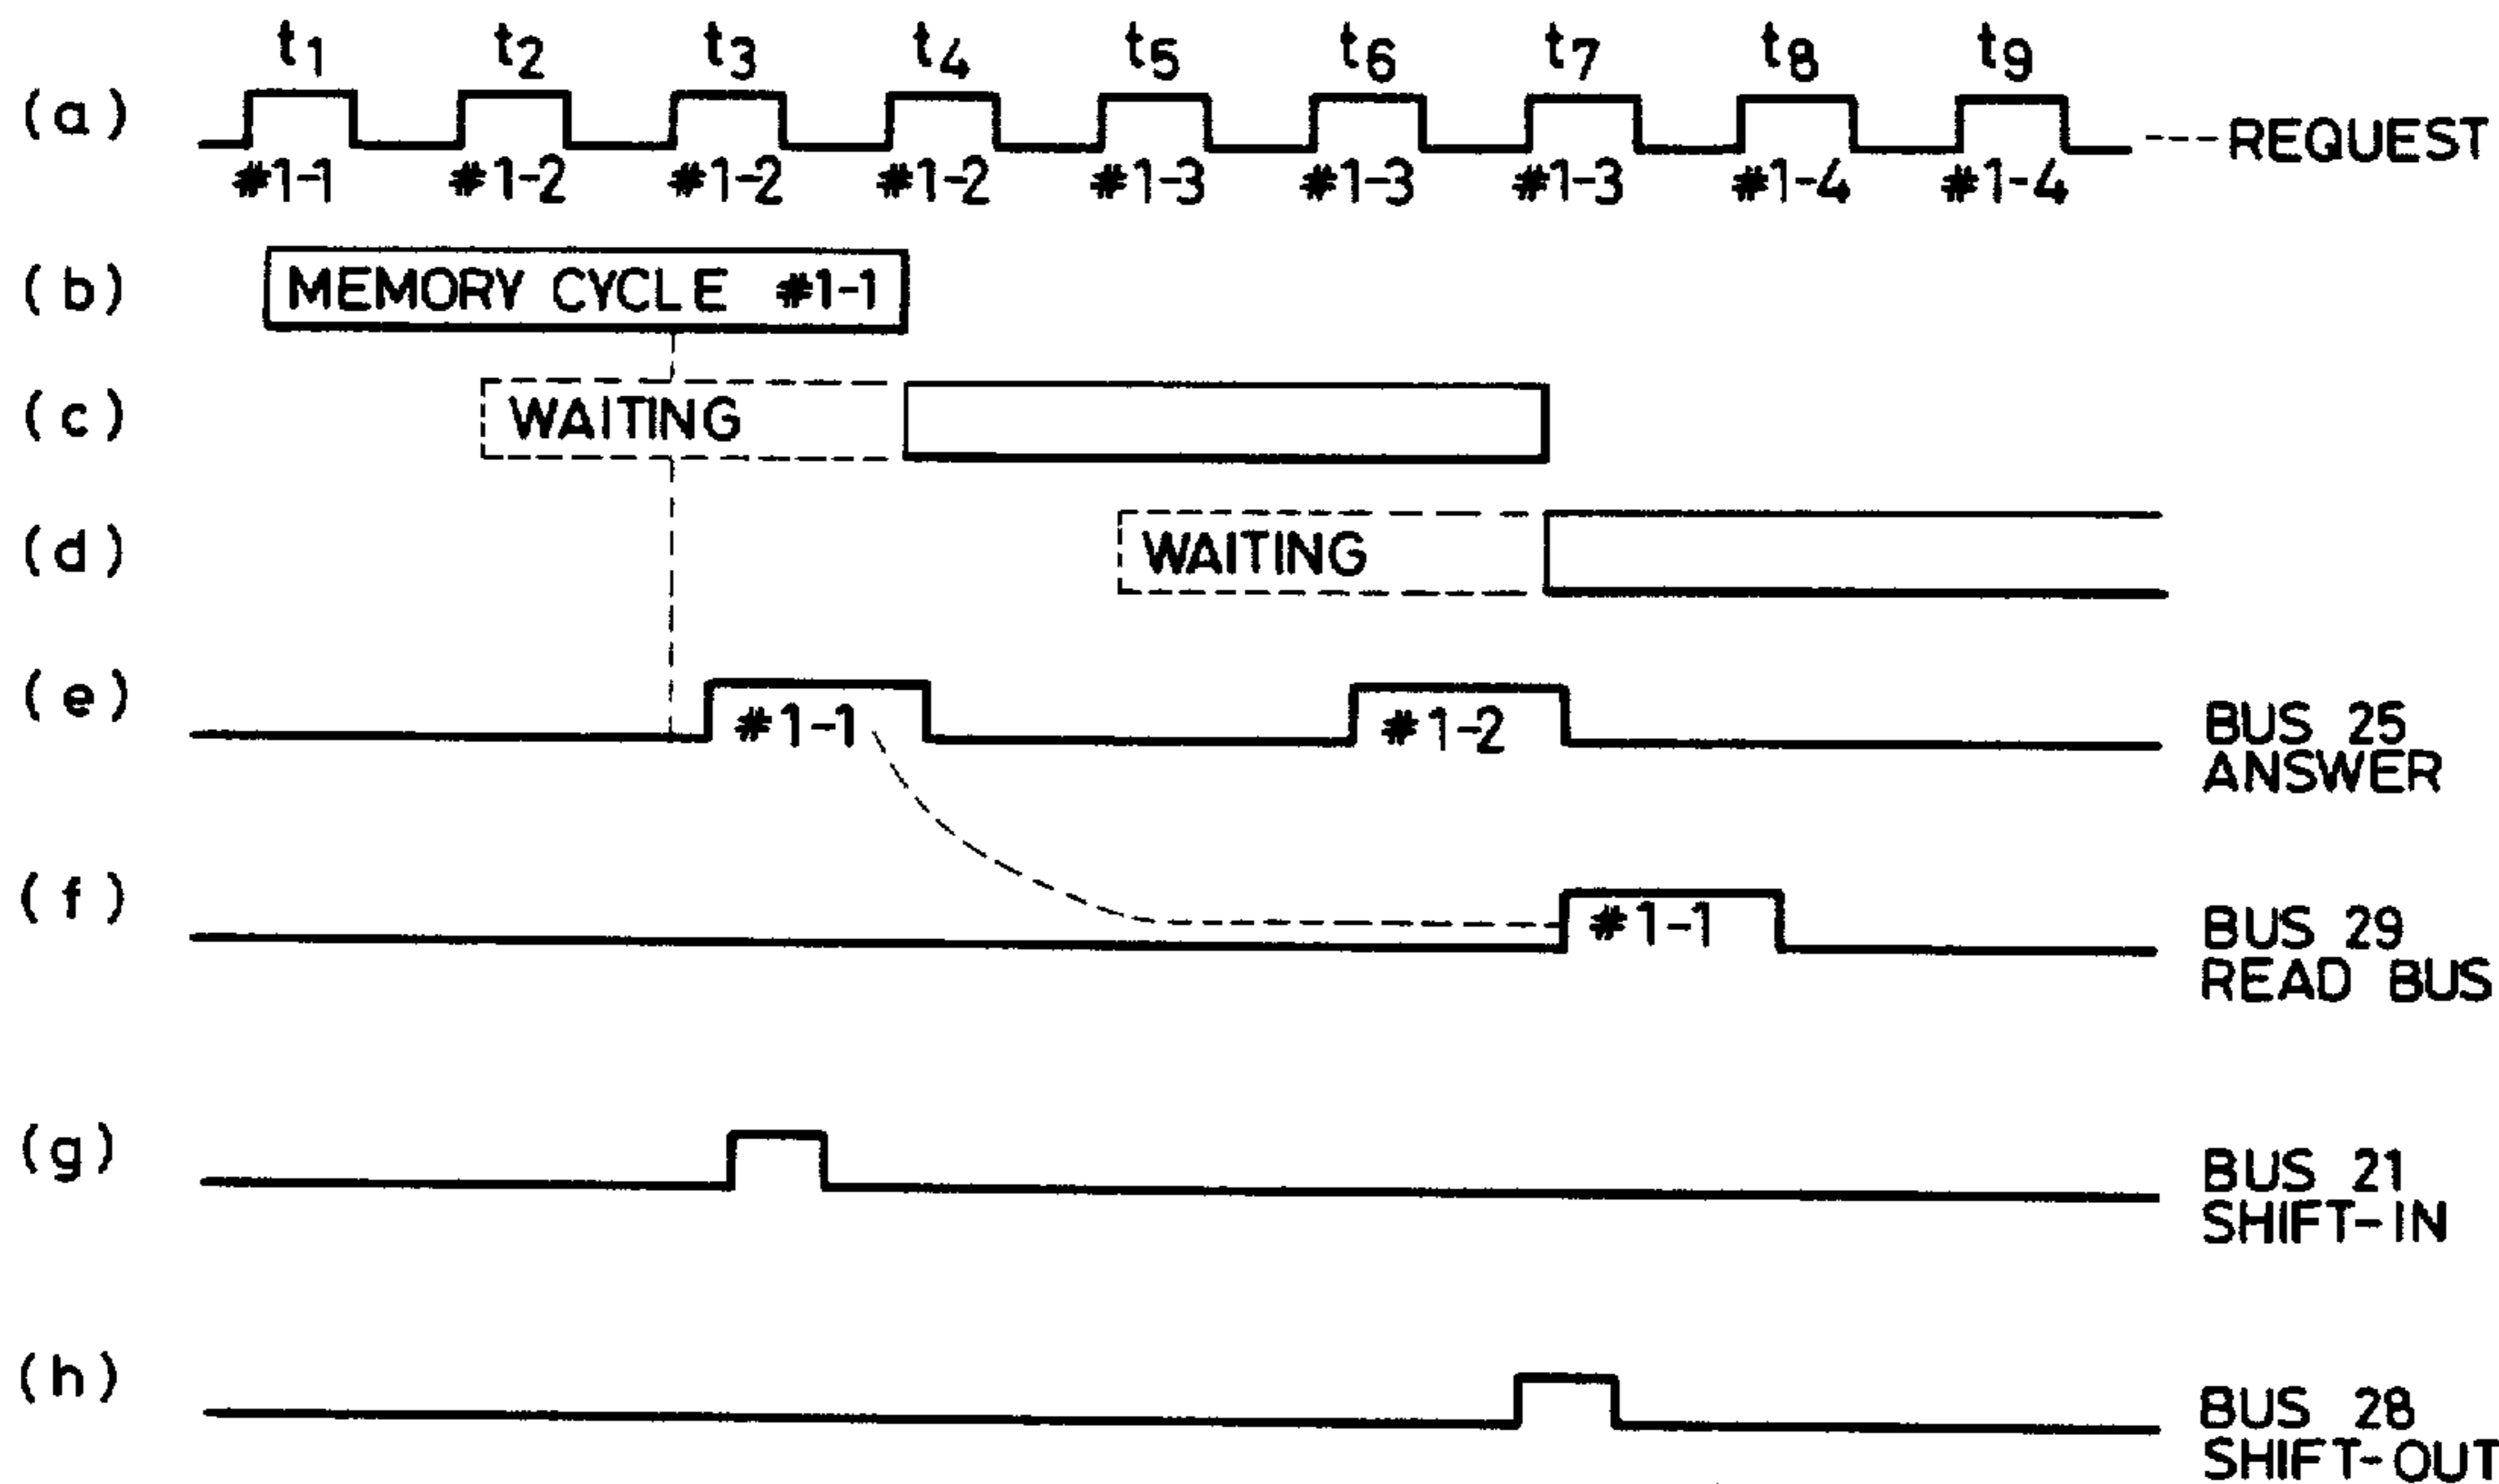 t1 t2 t3 t4 t5 t6 t7 t8 t9
(a) ---REQUEST
#1-1 #1-2 #1-2 #1-2 #1-3 #1-3 #1-3 #1-4 #1-4
(b) MEMORY CYCLE #1-1
(c) WAITING
(d) WAITING
(e) #1-1 #1-2 BUS 25
ANSWER
(f) #1-1 BUS 29
READ BUS
(g) BUS 21
SHIFT-IN
(h) BUS 28
SHIFT-OUT